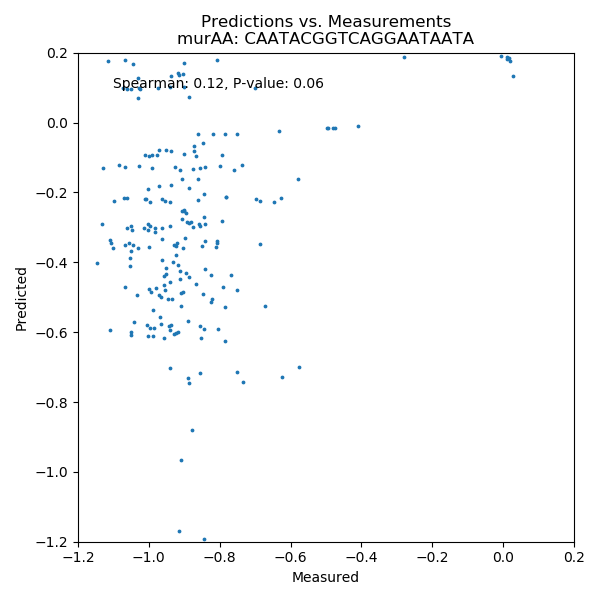 Predictions vs. Measurements
murAA: CAATACGGTCAGGAATAATA
Spearman: 0.12, P-value: 0.06
Predicted
0.2
0.0
−0.2
−0.4
−0.6
−0.8
−1.0
−1.2
−1.2 −1.0 −0.8 −0.6 −0.4 −0.2 0.0 0.2
Measured